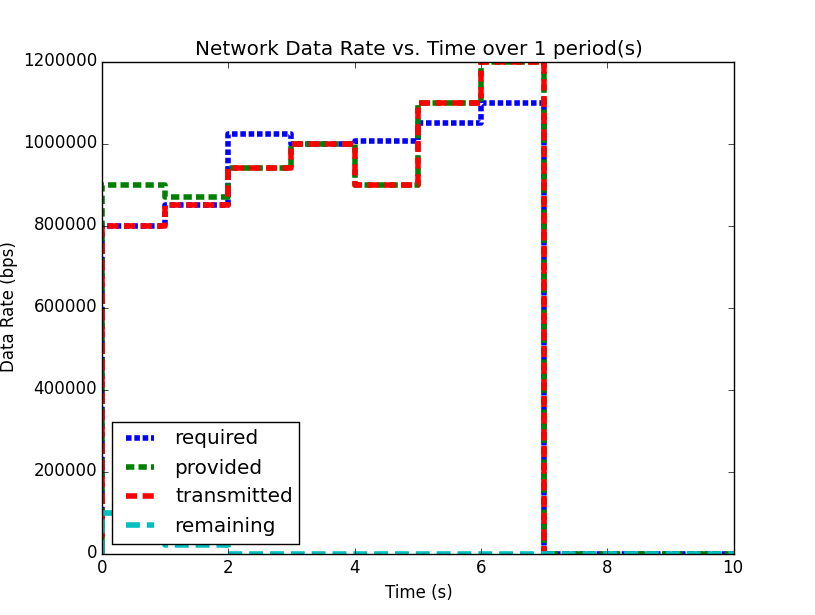 Network Data Rate vs. Time over 1 period(s)
1200000
1000000
800000
600000
400000
200000
0
Data Rate (bps)
required
provided
transmitted
remaining
0 2 4 6 8 10
Time (s)